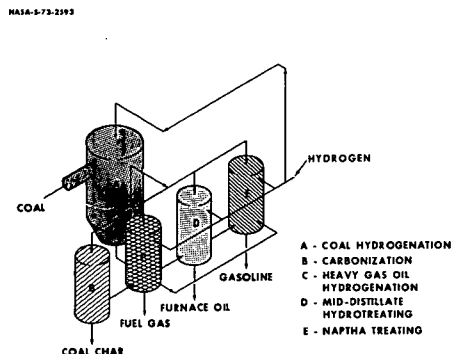 NASA-S-73-2593
HYDROGEN
COAL
D
GASOLINE
FURNACE OIL
FUEL GAS
COAL CHAR
A - COAL HYDROGENATION
B - CARBONIZATION
C - HEAVY GAS OIL
HYDROGENATION
D - MID-DISTILLATE
HYDROTREATING
E - NAPTHA TREATING